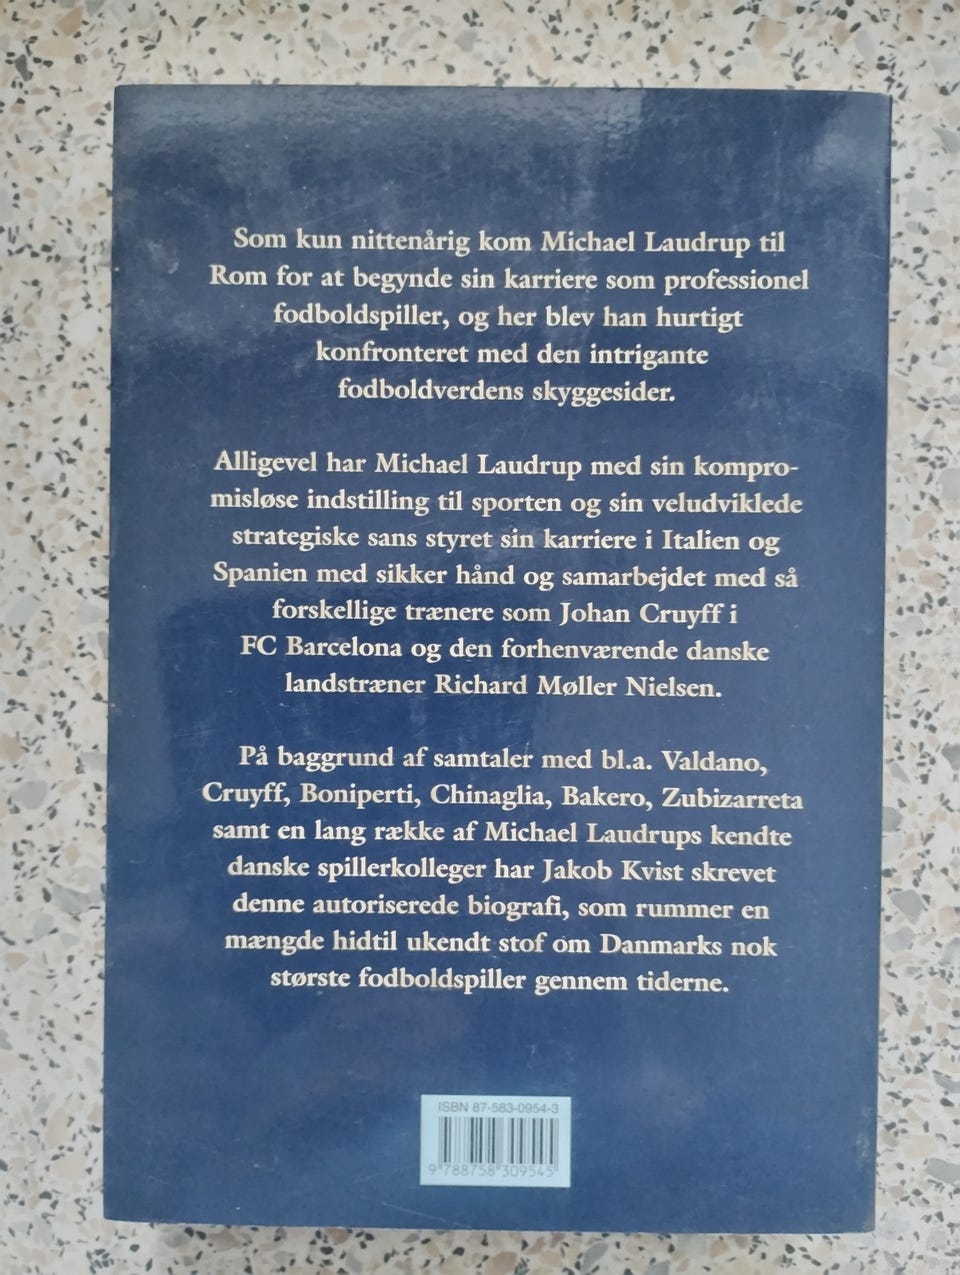 Som kun nittenårig kom Michael Laudrup til
Rom for at begynde sin karriere som professionel
fodboldspiller, og her blev han hurtigt
konfronteret med den intrigante
fodboldverdens skyggesider.
Alligevel har Michael Laudrup med sin kompro-
misløse indstilling til sporten og sin veludviklede
strategiske sans styret sin karriere i Italien og
Spanien med sikker hånd og samarbejdet med så
forskellige trænere som Johan Cruyff i
FC Barcelona og den forhenværende danske
landstræner Richard Møller Nielsen.
På baggrund af samtaler med bl.a. Valdano,
Cruyff, Boniperti, Chinaglia, Bakero, Zubizarreta
samt en lang række af Michael Laudrups kendte
danske spillerkolleger har Jakob Kvist skrevet
denne autoriserede biografi, som rummer en
mængde hidtil ukendt stof om Danmarks nok
største fodboldspiller gennem tiderne.
ISBN 87-583-0954-3
9 788758 309545